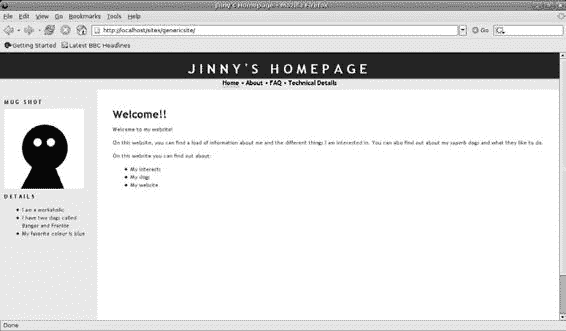 Jinny's Homepage - Mozilla Firefox
File Edit View Go Bookmarks Tools Help
http://localhost/sites/genericsite/
Go
Getting Started Latest BBC Headlines
JINNY'S HOMEPAGE
Home • About • FAQ • Technical Details
MUG SHOT
DETAILS
• I am a workaholic
• I have two dogs called
Banger and Frankie
• My favorite colour is blue
Welcome!!
Welcome to my website!
On this website, you can find a load of information about me and the different things I am interested in. You can also find out about my superb dogs and what they like to do.
On this website you can find out about:
• My interests
• My dogs
• My website
Done